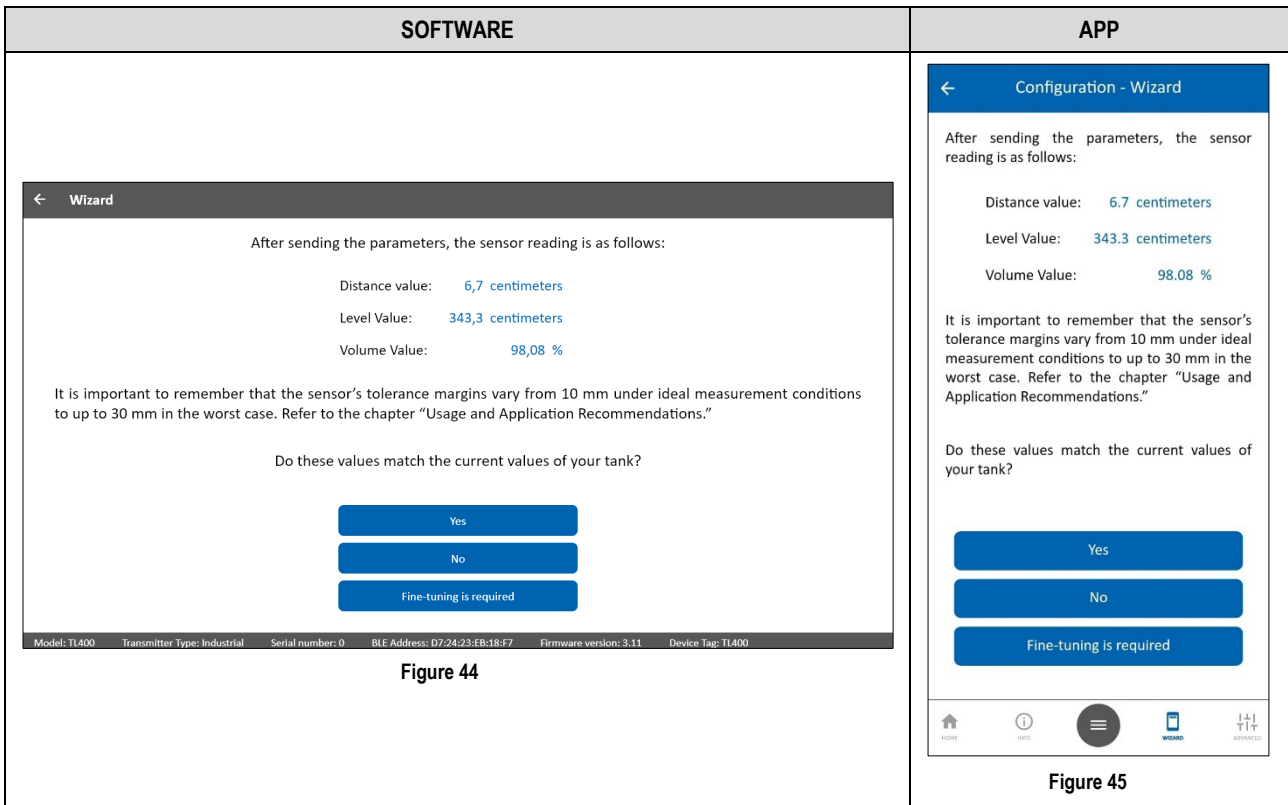 SOFTWARE
APP
← Wizard
After sending the parameters, the sensor reading is as follows:
Distance value: 6,7 centimeters
Level Value: 343,3 centimeters
Volume Value: 98,08 %
It is important to remember that the sensor's tolerance margins vary from 10 mm under ideal measurement conditions
to up to 30 mm in the worst case. Refer to the chapter “Usage and Application Recommendations.”
Do these values match the current values of your tank?
Yes
No
Fine-tuning is required
Model: TL400 Transmitter Type: Industrial Serial number: 0 BLE Address: D7:24:23:EB:18:F7 Firmware version: 3.11 Device Tag: TL400
Figure 44
← Configuration - Wizard
After sending the parameters, the sensor
reading is as follows:
Distance value: 6.7 centimeters
Level Value: 343.3 centimeters
Volume Value: 98.08 %
It is important to remember that the sensor's
tolerance margins vary from 10 mm under ideal
measurement conditions to up to 30 mm in the
worst case. Refer to the chapter “Usage and
Application Recommendations.”
Do these values match the current values of
your tank?
Yes
No
Fine-tuning is required
HOME INFO WIZARD ADVANCED
Figure 45